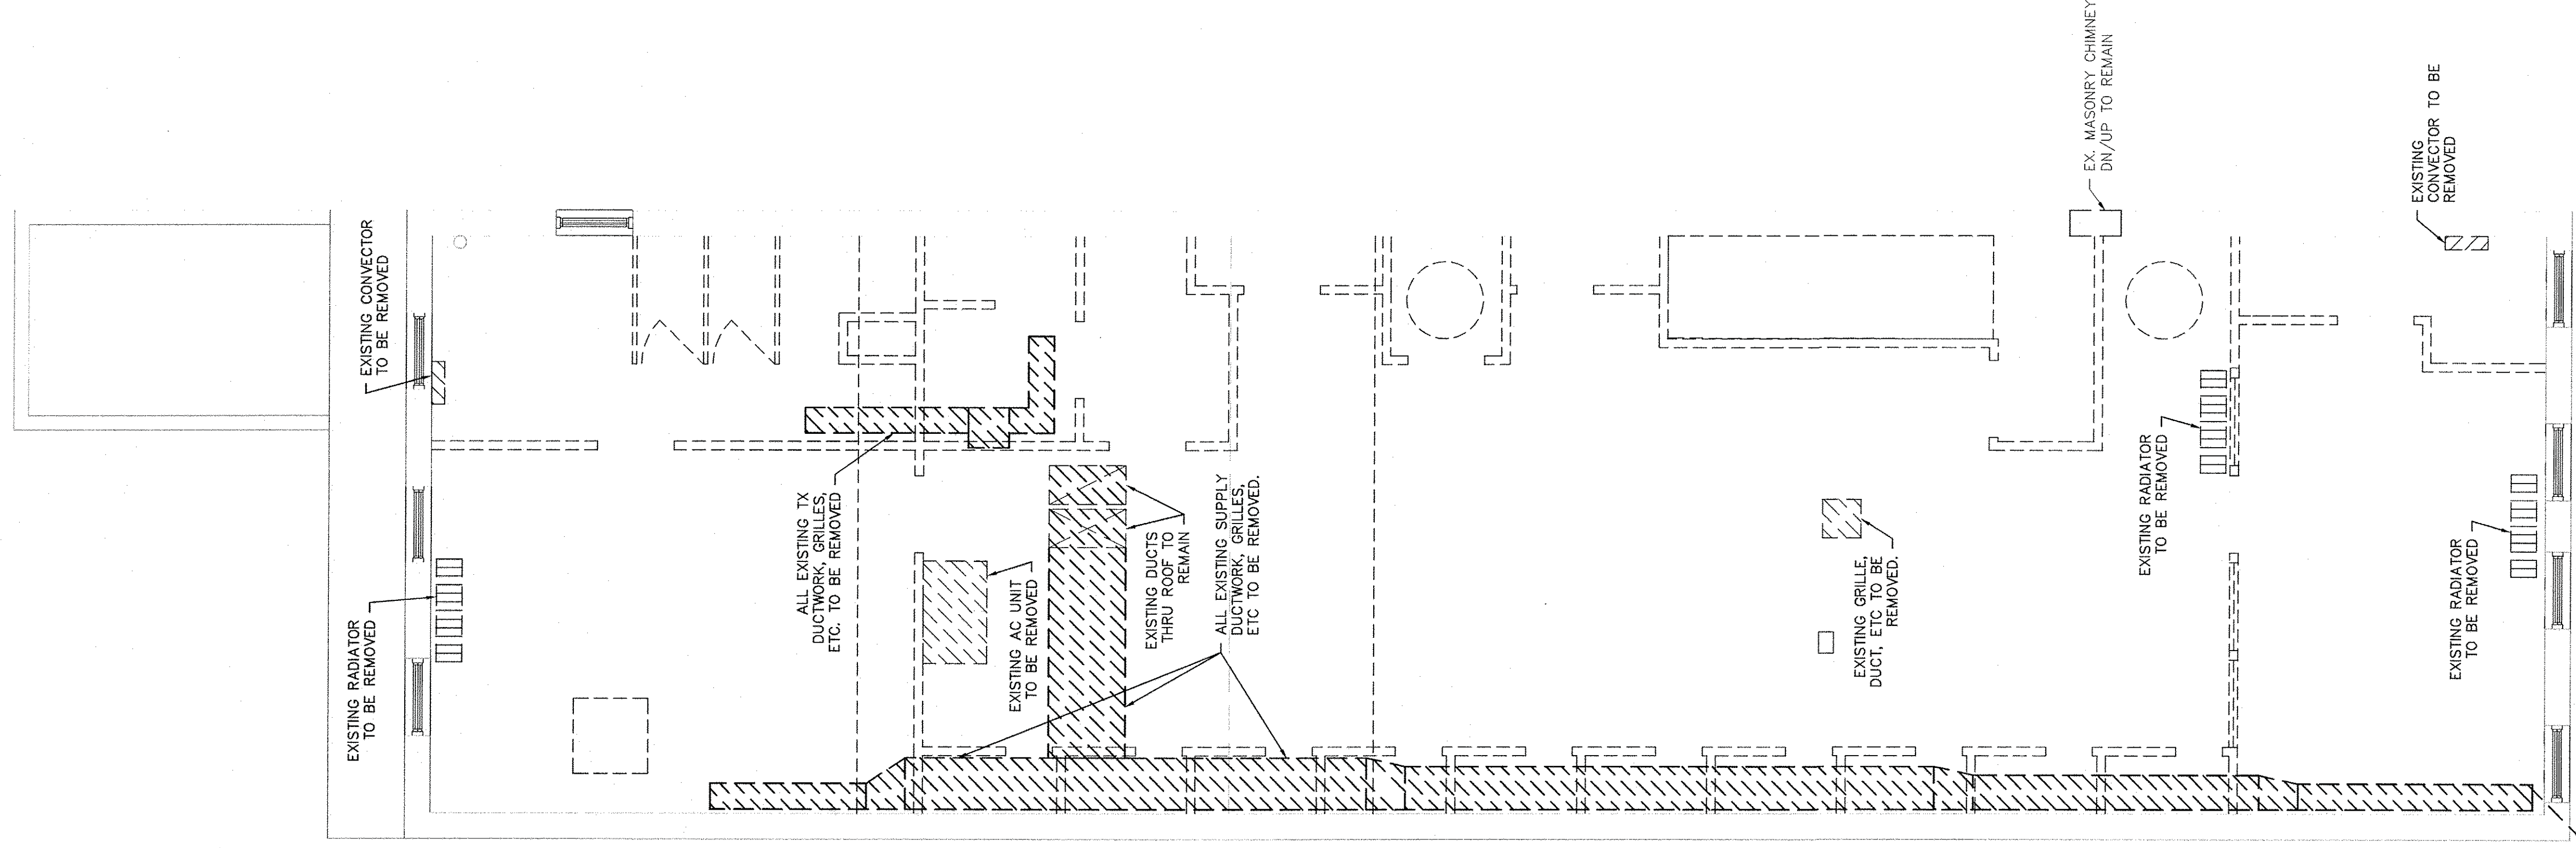 EXISTING RADIATOR
TO BE REMOVED
EXISTING CONVECTOR
TO BE REMOVED
ALL EXISTING TX
DUCTWORK, GRILLES,
ETC. TO BE REMOVED
EXISTING AC UNIT
TO BE REMOVED
EXISTING DUCTS
THRU ROOF TO
REMAIN
ALL EXISTING SUPPLY
DUCTWORK, GRILLES,
ETC TO BE REMOVED.
EXISTING GRILLE,
DUCT, ETC TO BE
REMOVED.
EX. MASONRY CHIMNEY
DN/UP TO REMAIN
EXISTING RADIATOR
TO BE REMOVED
EXISTING
CONVECTOR TO BE
REMOVED
EXISTING RADIATOR
TO BE REMOVED